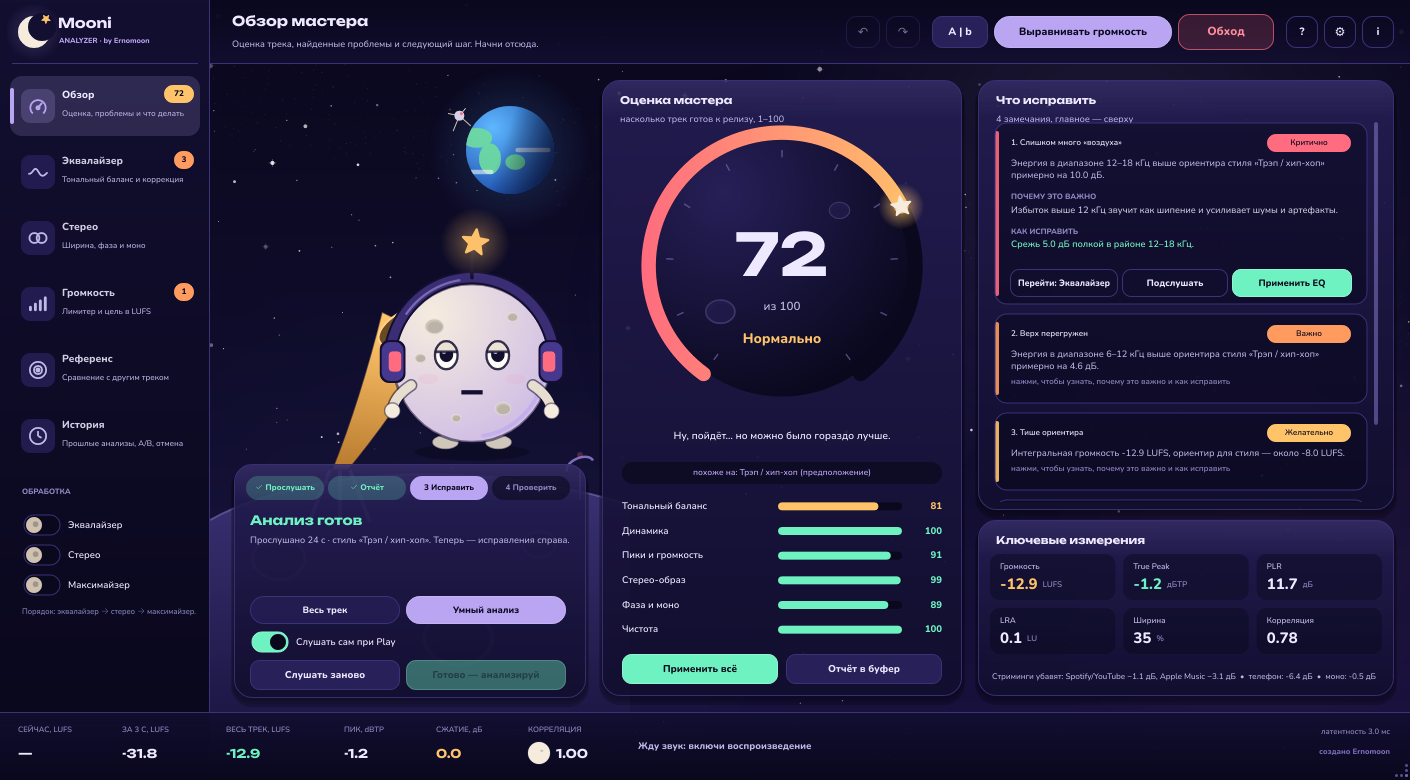 Mooni
ANALYZER · by Ernomoon
Обзор
72
Оценка, проблемы и что делать
Эквалайзер
3
Тональный баланс и коррекция
Стерео
Ширина, фаза и моно
Громкость
1
Лимитер и цель в LUFS
Референс
Сравнение с другим треком
История
Прошлые анализы, A/B, отмена
ОБРАБОТКА
Эквалайзер
Стерео
Максимайзер
Порядок: эквалайзер → стерео → максимайзер.
Обзор мастера
Оценка трека, найденные проблемы и следующий шаг. Начни отсюда.
A | b
Выравнивать громкость
Обход
?
i
✓ Прослушать
✓ Отчёт
3 Исправить
4 Проверить
Анализ готов
Прослушано 24 с · стиль «Трэп / хип-хоп». Теперь — исправления справа.
Весь трек
Умный анализ
Слушать сам при Play
Слушать заново
Готово — анализируй
Оценка мастера
насколько трек готов к релизу, 1–100
72
из 100
Нормально
Ну, пойдёт... но можно было гораздо лучше.
похоже на: Трэп / хип-хоп (предположение)
Тональный баланс 81
Динамика 100
Пики и громкость 91
Стерео-образ 99
Фаза и моно 89
Чистота 100
Применить всё
Отчёт в буфер
Что исправить
4 замечания, главное — сверху
1. Слишком много «воздуха»
Критично
Энергия в диапазоне 12–18 кГц выше ориентира стиля «Трэп / хип-хоп»
примерно на 10.0 дБ.
ПОЧЕМУ ЭТО ВАЖНО
Избыток выше 12 кГц звучит как шипение и усиливает шумы и артефакты.
КАК ИСПРАВИТЬ
Срежь 5.0 дБ полкой в районе 12–18 кГц.
Перейти: Эквалайзер
Подслушать
Применить EQ
2. Верх перегружен
Важно
Энергия в диапазоне 6–12 кГц выше ориентира стиля «Трэп / хип-хоп»
примерно на 4.6 дБ.
нажми, чтобы узнать, почему это важно и как исправить
3. Тише ориентира
Желательно
Интегральная громкость -12.9 LUFS, ориентир для стиля — около -8.0 LUFS.
нажми, чтобы узнать, почему это важно и как исправить
Ключевые измерения
Громкость
-12.9 LUFS
True Peak
-1.2 дБТР
PLR
11.7 дБ
LRA
0.1 LU
Ширина
35 %
Корреляция
0.78
Стриминги убавят: Spotify/YouTube −1.1 дБ, Apple Music −3.1 дБ • телефон: -6.4 дБ • моно: -0.5 дБ
СЕЙЧАС, LUFS
—
ЗА 3 С, LUFS
-31.8
ВЕСЬ ТРЕК, LUFS
-12.9
ПИК, dBTP
-1.2
СЖАТИЕ, дБ
0.0
КОРРЕЛЯЦИЯ
1.00
Жду звук: включи воспроизведение
латентность 3.0 мс
создано Ernomoon